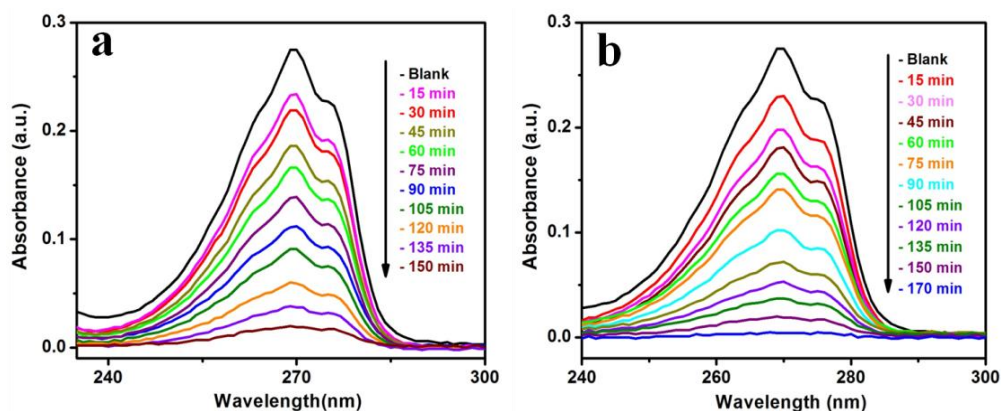 a
0.3
0.2
0.1
0.0
Absorbance (a.u.)
240
270
300
Wavelength(nm)
- Blank
- 15 min
- 30 min
- 45 min
- 60 min
- 75 min
- 90 min
- 105 min
- 120 min
- 135 min
- 150 min
b
0.3
0.2
0.1
0.0
Absorbance (a.u.)
240
260
280
300
Wavelength (nm)
- Blank
- 15 min
- 30 min
- 45 min
- 60 min
- 75 min
- 90 min
- 105 min
- 120 min
- 135 min
- 150 min
- 170 min